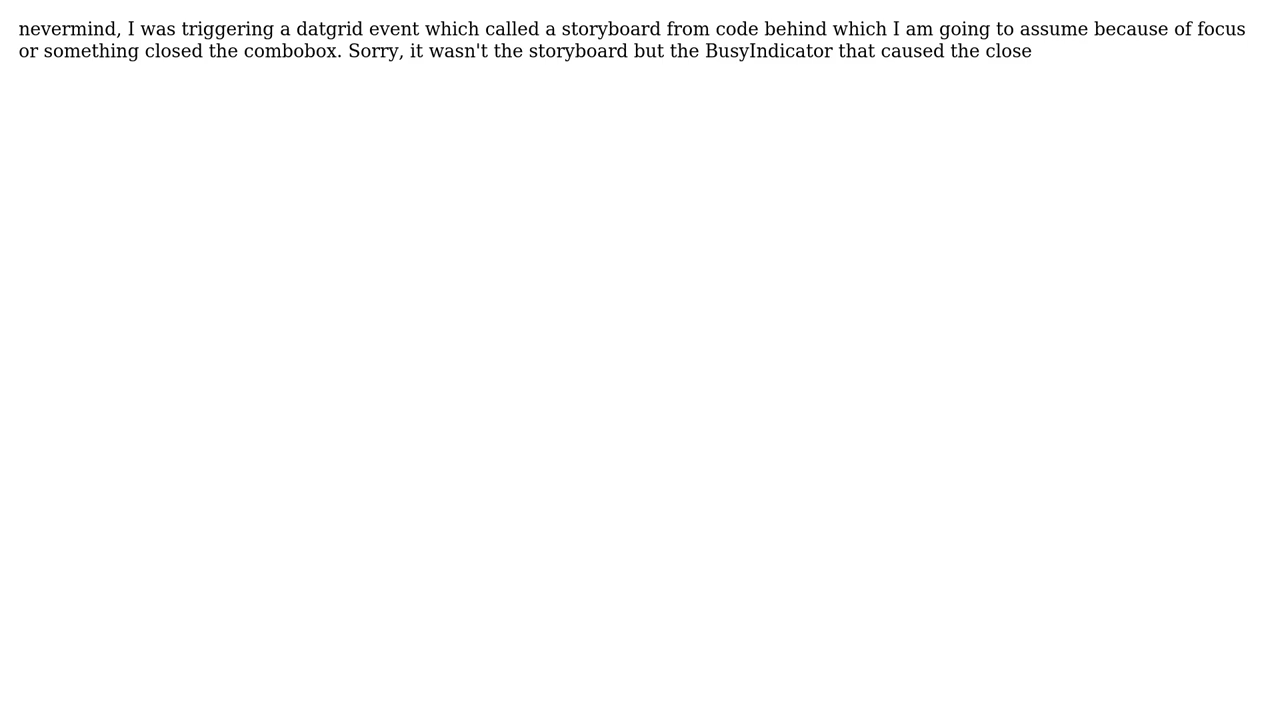 nevermind, I was triggering a datgrid event which called a storyboard from code behind which I am going to assume because of focus
or something closed the combobox. Sorry, it wasn't the storyboard but the BusyIndicator that caused the close